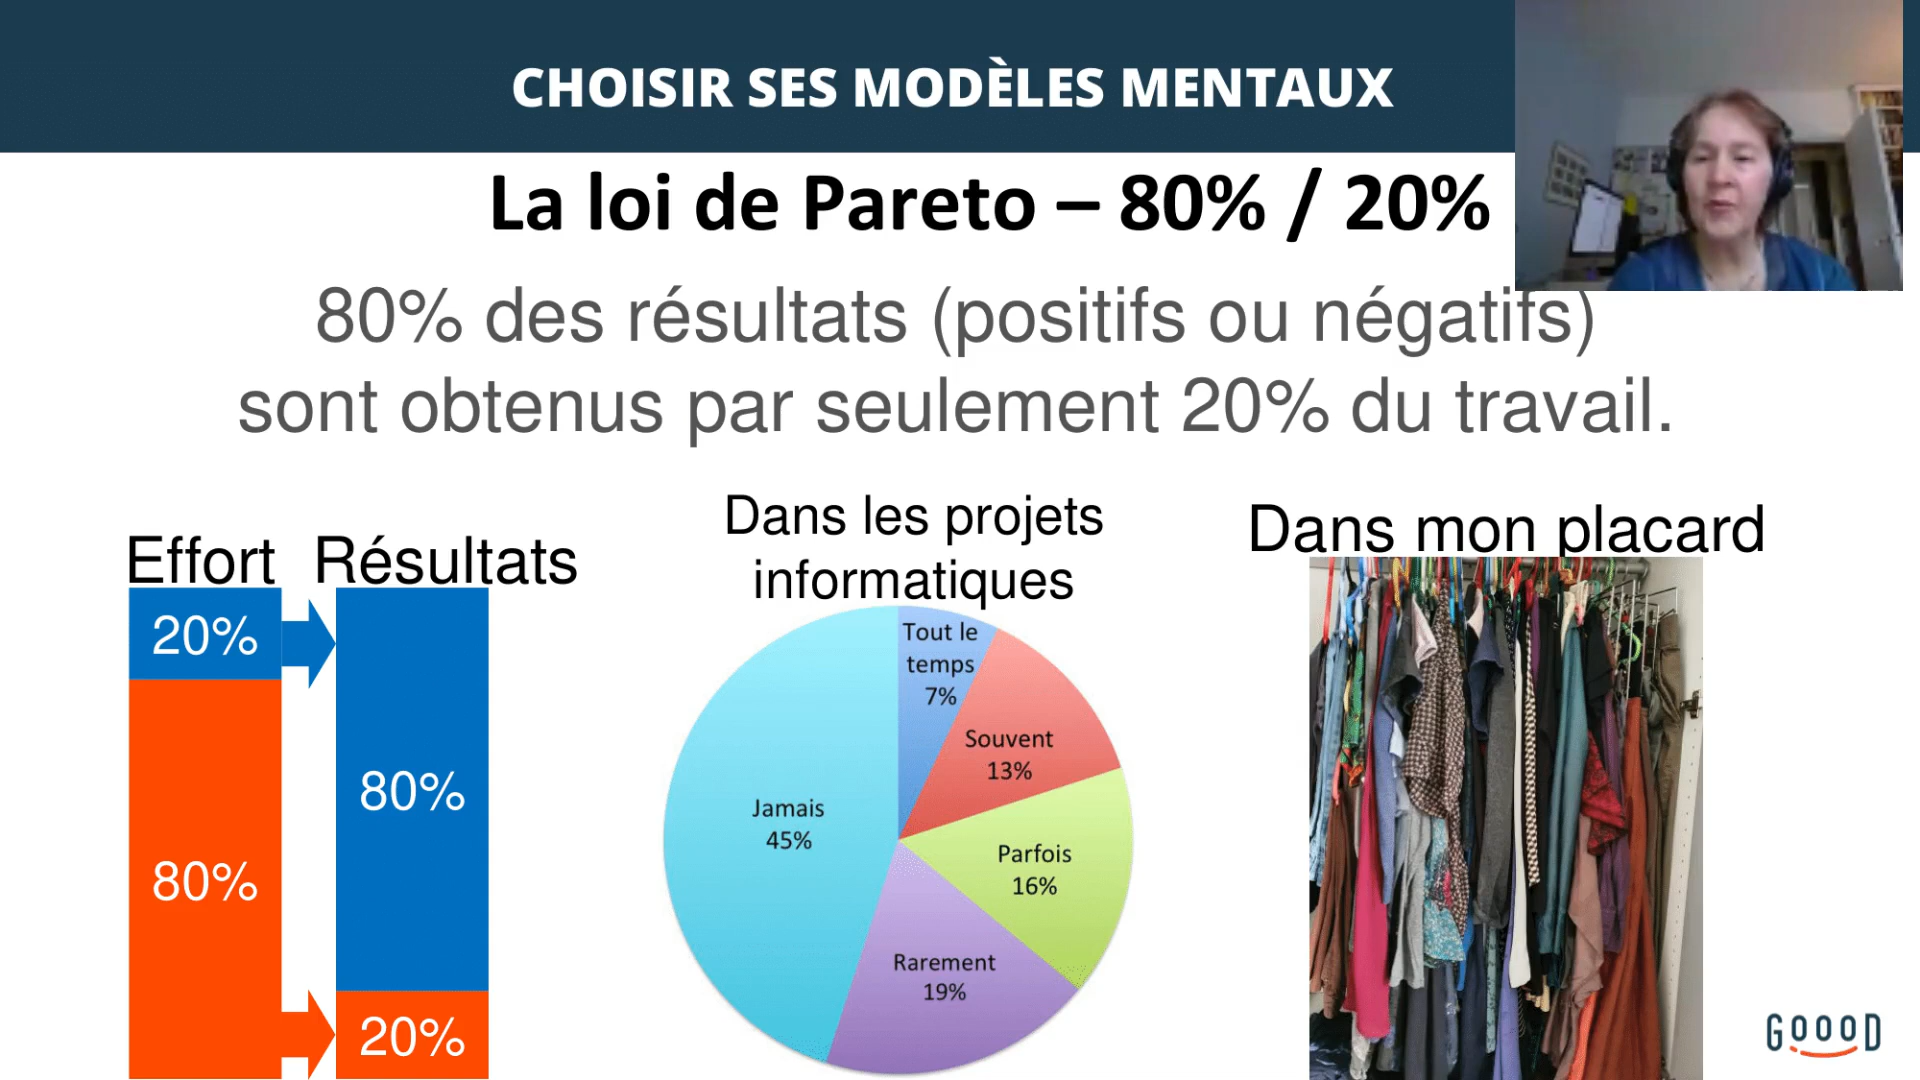 CHOISIR SES MODÈLES MENTAUX
La loi de Pareto – 80% / 20%
80% des résultats (positifs ou négatifs)
sont obtenus par seulement 20% du travail.
Effort
Résultats
20%
80%
80%
20%
Dans les projets
informatiques
Tout le
temps
7%
Souvent
13%
Parfois
16%
Rarement
19%
Jamais
45%
Dans mon placard
GOOOD